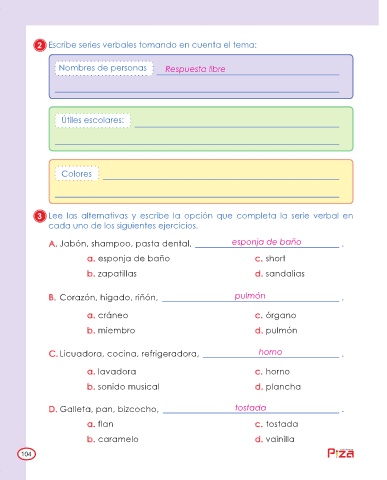 2 Escribe series verbales tomando en cuenta el tema:
Nombres de personas Respuesta libre
Útiles escolares:
Colores
3 Lee las alternativas y escribe la opción que completa la serie verbal en
cada uno de los siguientes ejercicios.
A. Jabón, shampoo, pasta dental, esponja de baño .
a. esponja de baño c. short
b. zapatillas d. sandalias
B. Corazón, hígado, riñón, pulmón .
a. cráneo c. órgano
b. miembro d. pulmón
C. Licuadora, cocina, refrigeradora, horno .
a. lavadora c. horno
b. sonido musical d. plancha
D. Galleta, pan, bizcocho, tostada .
a. flan c. tostada
b. caramelo d. vainilla
104